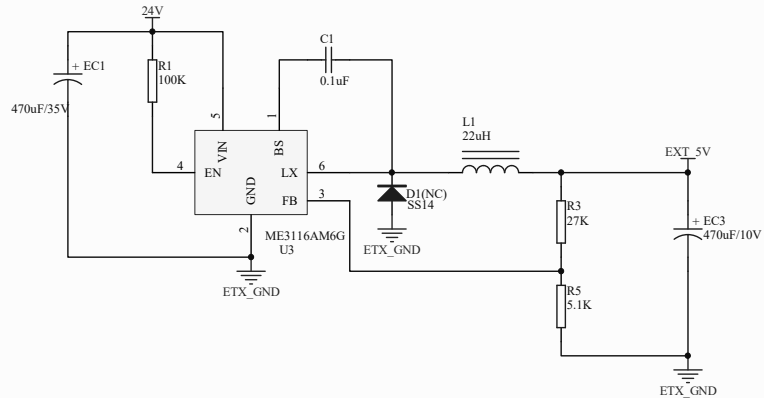 24V
C1
0.1uF
+ EC1
470uF/35V
R1
100K
5
1
VIN
BS
L1
22uH
EXT_5V
4
EN
LX
6
GND
FB
3
D1(NC)
SS14
2
ME3116AM6G
U3
ETX_GND
R3
27K
+ EC3
470uF/10V
ETX_GND
R5
5.1K
ETX_GND